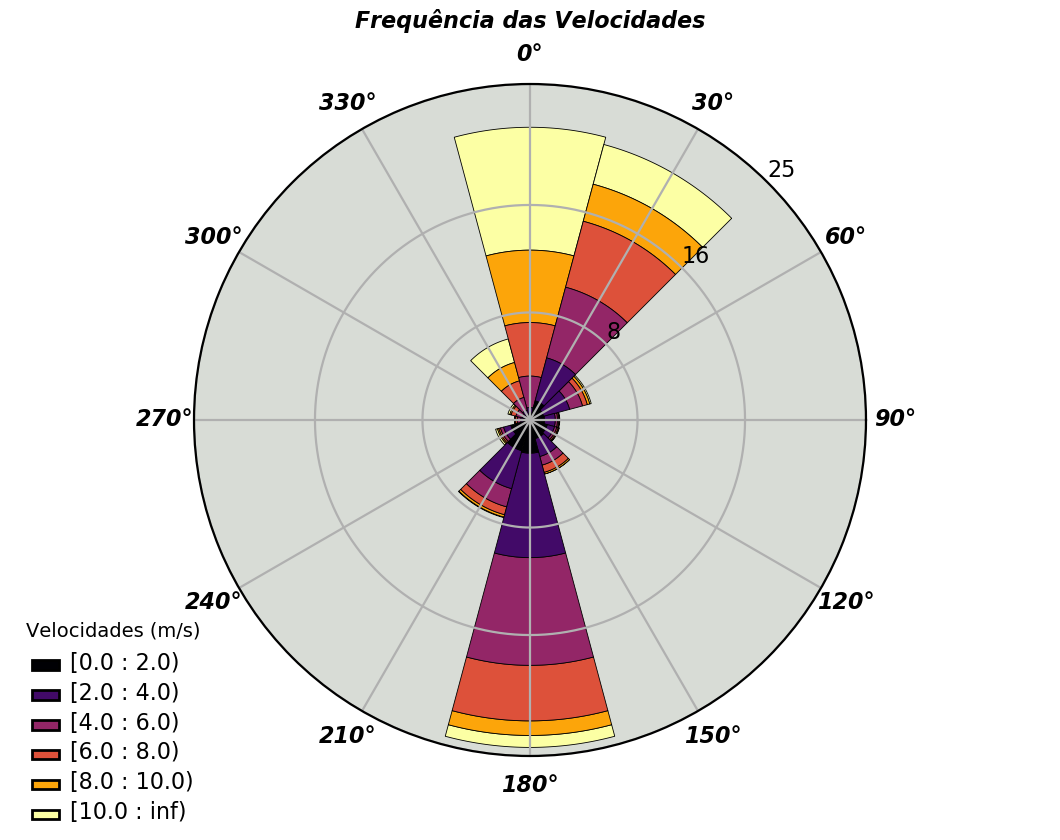 Frequência das Velocidades
0°
330°
30°
25
300°
60°
16
8
270°
90°
240°
120°
210°
150°
180°
Velocidades (m/s)
[0.0 : 2.0)
[2.0 : 4.0)
[4.0 : 6.0)
[6.0 : 8.0)
[8.0 : 10.0)
[10.0 : inf)